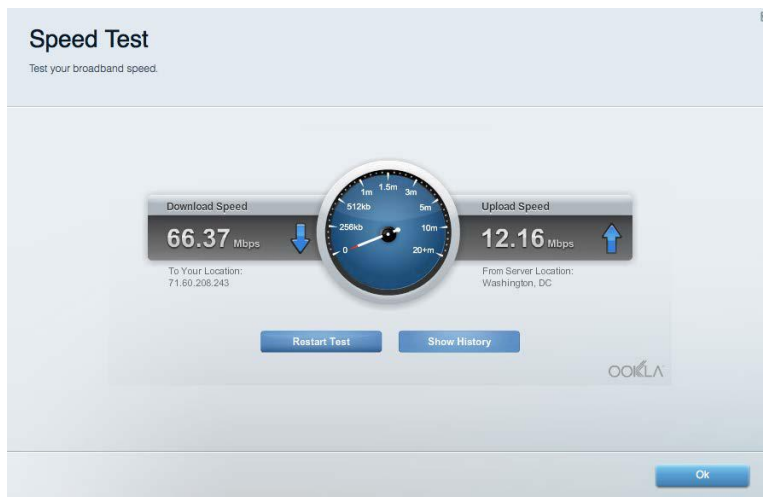 Speed Test
Test your broadband speed.
Download Speed
66.37 Mbps
To Your Location:
71.60.208.243
0
256kb
512kb
1m
1.5m
3m
5m
10m
20+m
Upload Speed
12.16 Mbps
From Server Location:
Washington, DC
Restart Test
Show History
OOKLA
Ok